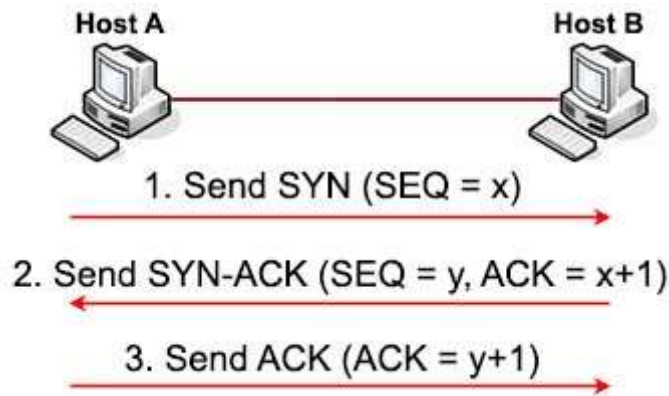 Host A
Host B
1. Send SYN (SEQ = x)
2. Send SYN-ACK (SEQ = y, ACK = x+1)
3. Send ACK (ACK = y+1)